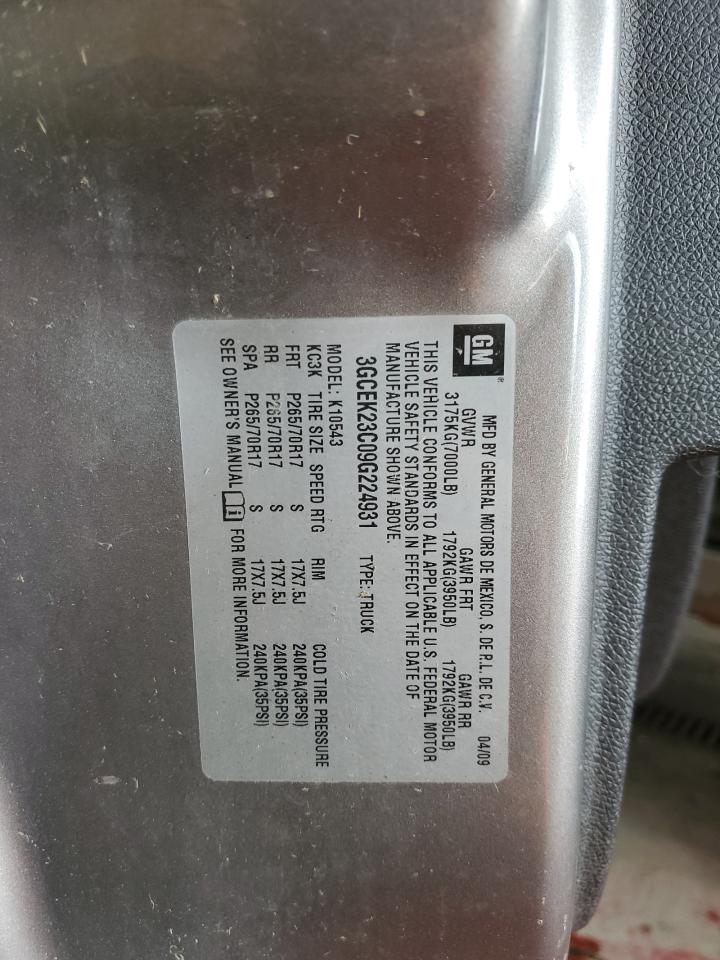 GM®
MFD BY GENERAL MOTORS DE MEXICO, S. DE R.L. DE C.V. 04/09
GVWR GAWR FRT GAWR RR
3175KG(7000LB) 1792KG(3950LB) 1792KG(3950LB)
THIS VEHICLE CONFORMS TO ALL APPLICABLE U.S. FEDERAL MOTOR
VEHICLE SAFETY STANDARDS IN EFFECT ON THE DATE OF
MANUFACTURE SHOWN ABOVE.
3GCEK23C09G224931 TYPE: TRUCK
MODEL: K10543
KC3K TIRE SIZE SPEED RTG RIM COLD TIRE PRESSURE
FRT P265/70R17 S 17X7.5J 240KPA(35PSI)
RR P265/70R17 S 17X7.5J 240KPA(35PSI)
SPA P265/70R17 S 17X7.5J 240KPA(35PSI)
SEE OWNER'S MANUAL i FOR MORE INFORMATION.